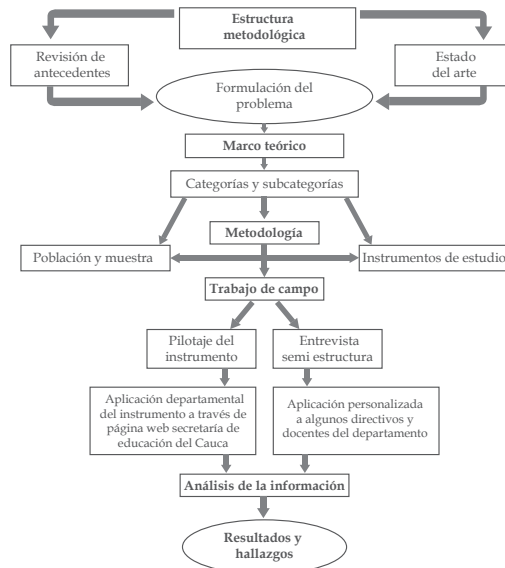 Estructura
metodológica
Revisión de
antecedentes
Estado
del arte
Formulación del
problema
Marco teórico
Categorías y subcategorías
Metodología
Población y muestra
Instrumentos de estudio
Trabajo de campo
Pilotaje del
instrumento
Entrevista
semi estructura
Aplicación departamental
del instrumento a través de
página web secretaría de
educación del Cauca
Aplicación personalizada
a algunos directivos y
docentes del departamento
Análisis de la información
Resultados y
hallazgos